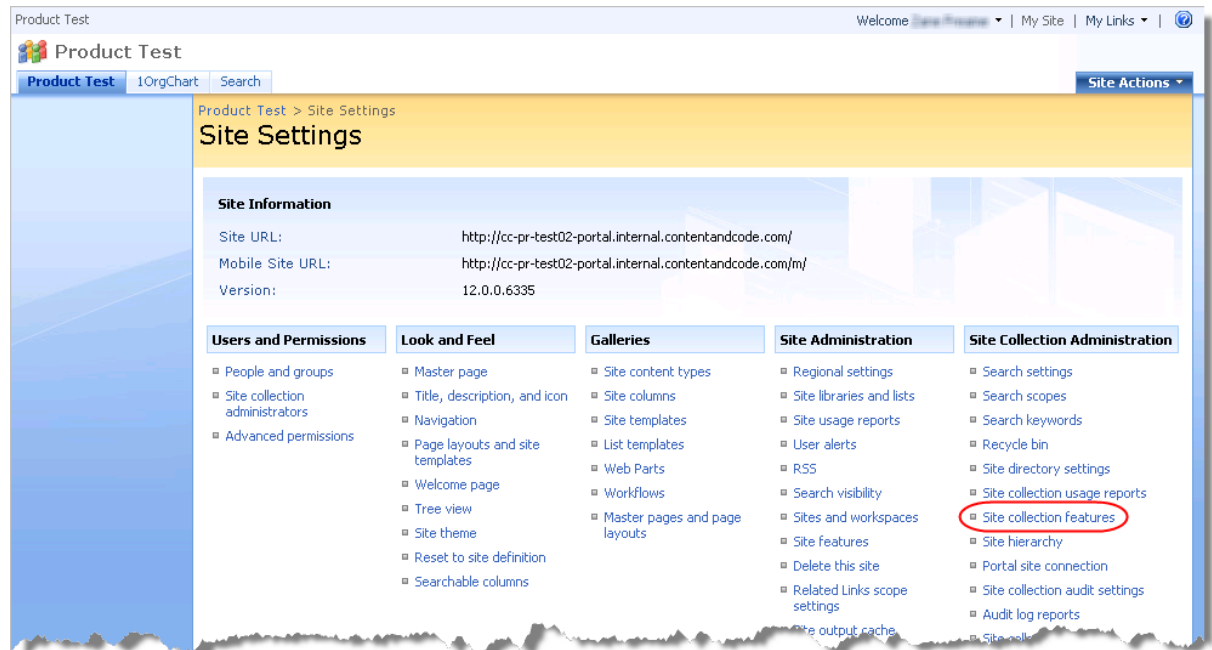 Product Test
Welcome | My Site | My Links |
Product Test
Product Test 1OrgChart Search
Site Actions
Product Test > Site Settings
Site Settings
Site Information
Site URL: http://cc-pr-test02-portal.internal.contentandcode.com/
Mobile Site URL: http://cc-pr-test02-portal.internal.contentandcode.com/m/
Version: 12.0.0.6335
Users and Permissions
People and groups
Site collection
administrators
Advanced permissions
Look and Feel
Master page
Title, description, and icon
Navigation
Page layouts and site
templates
Welcome page
Tree view
Site theme
Reset to site definition
Searchable columns
Galleries
Site content types
Site columns
Site templates
List templates
Web Parts
Workflows
Master pages and page
layouts
Site Administration
Regional settings
Site libraries and lists
Site usage reports
User alerts
RSS
Search visibility
Sites and workspaces
Site features
Delete this site
Related Links scope
settings
output cache
Site Collection Administration
Search settings
Search scopes
Search keywords
Recycle bin
Site directory settings
Site collection usage reports
Site collection features
Site hierarchy
Portal site connection
Site collection audit settings
Audit log reports